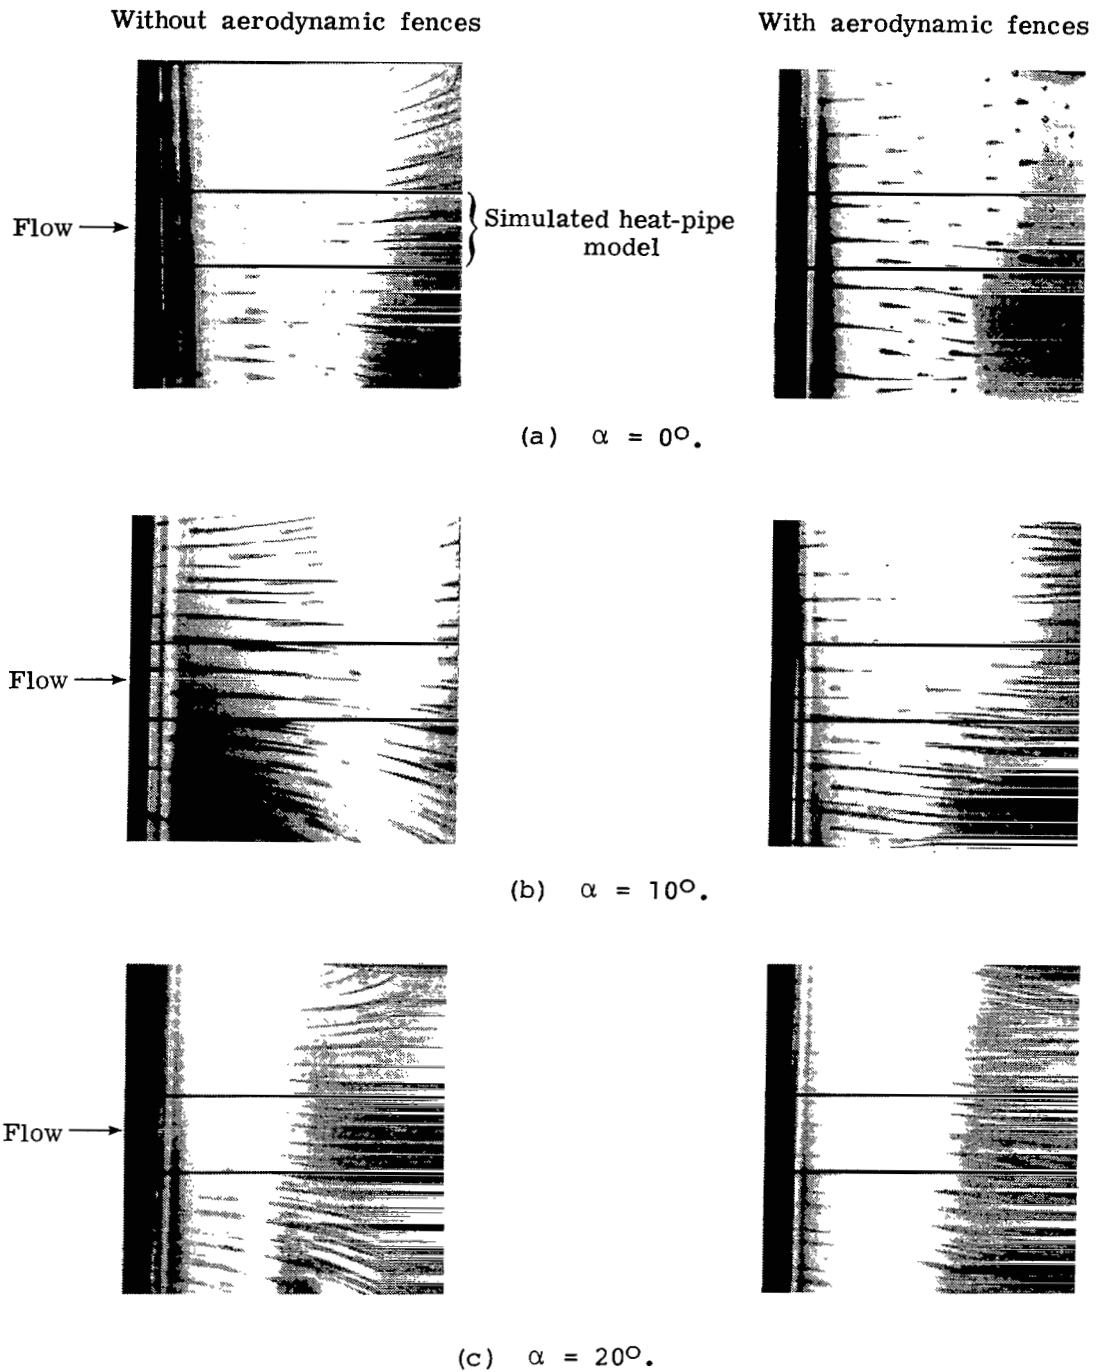 Without aerodynamic fences
With aerodynamic fences
Flow
Simulated heat-pipe
model
(a) α = 0°.
Flow
(b) α = 10°.
Flow
(c) α = 20°.